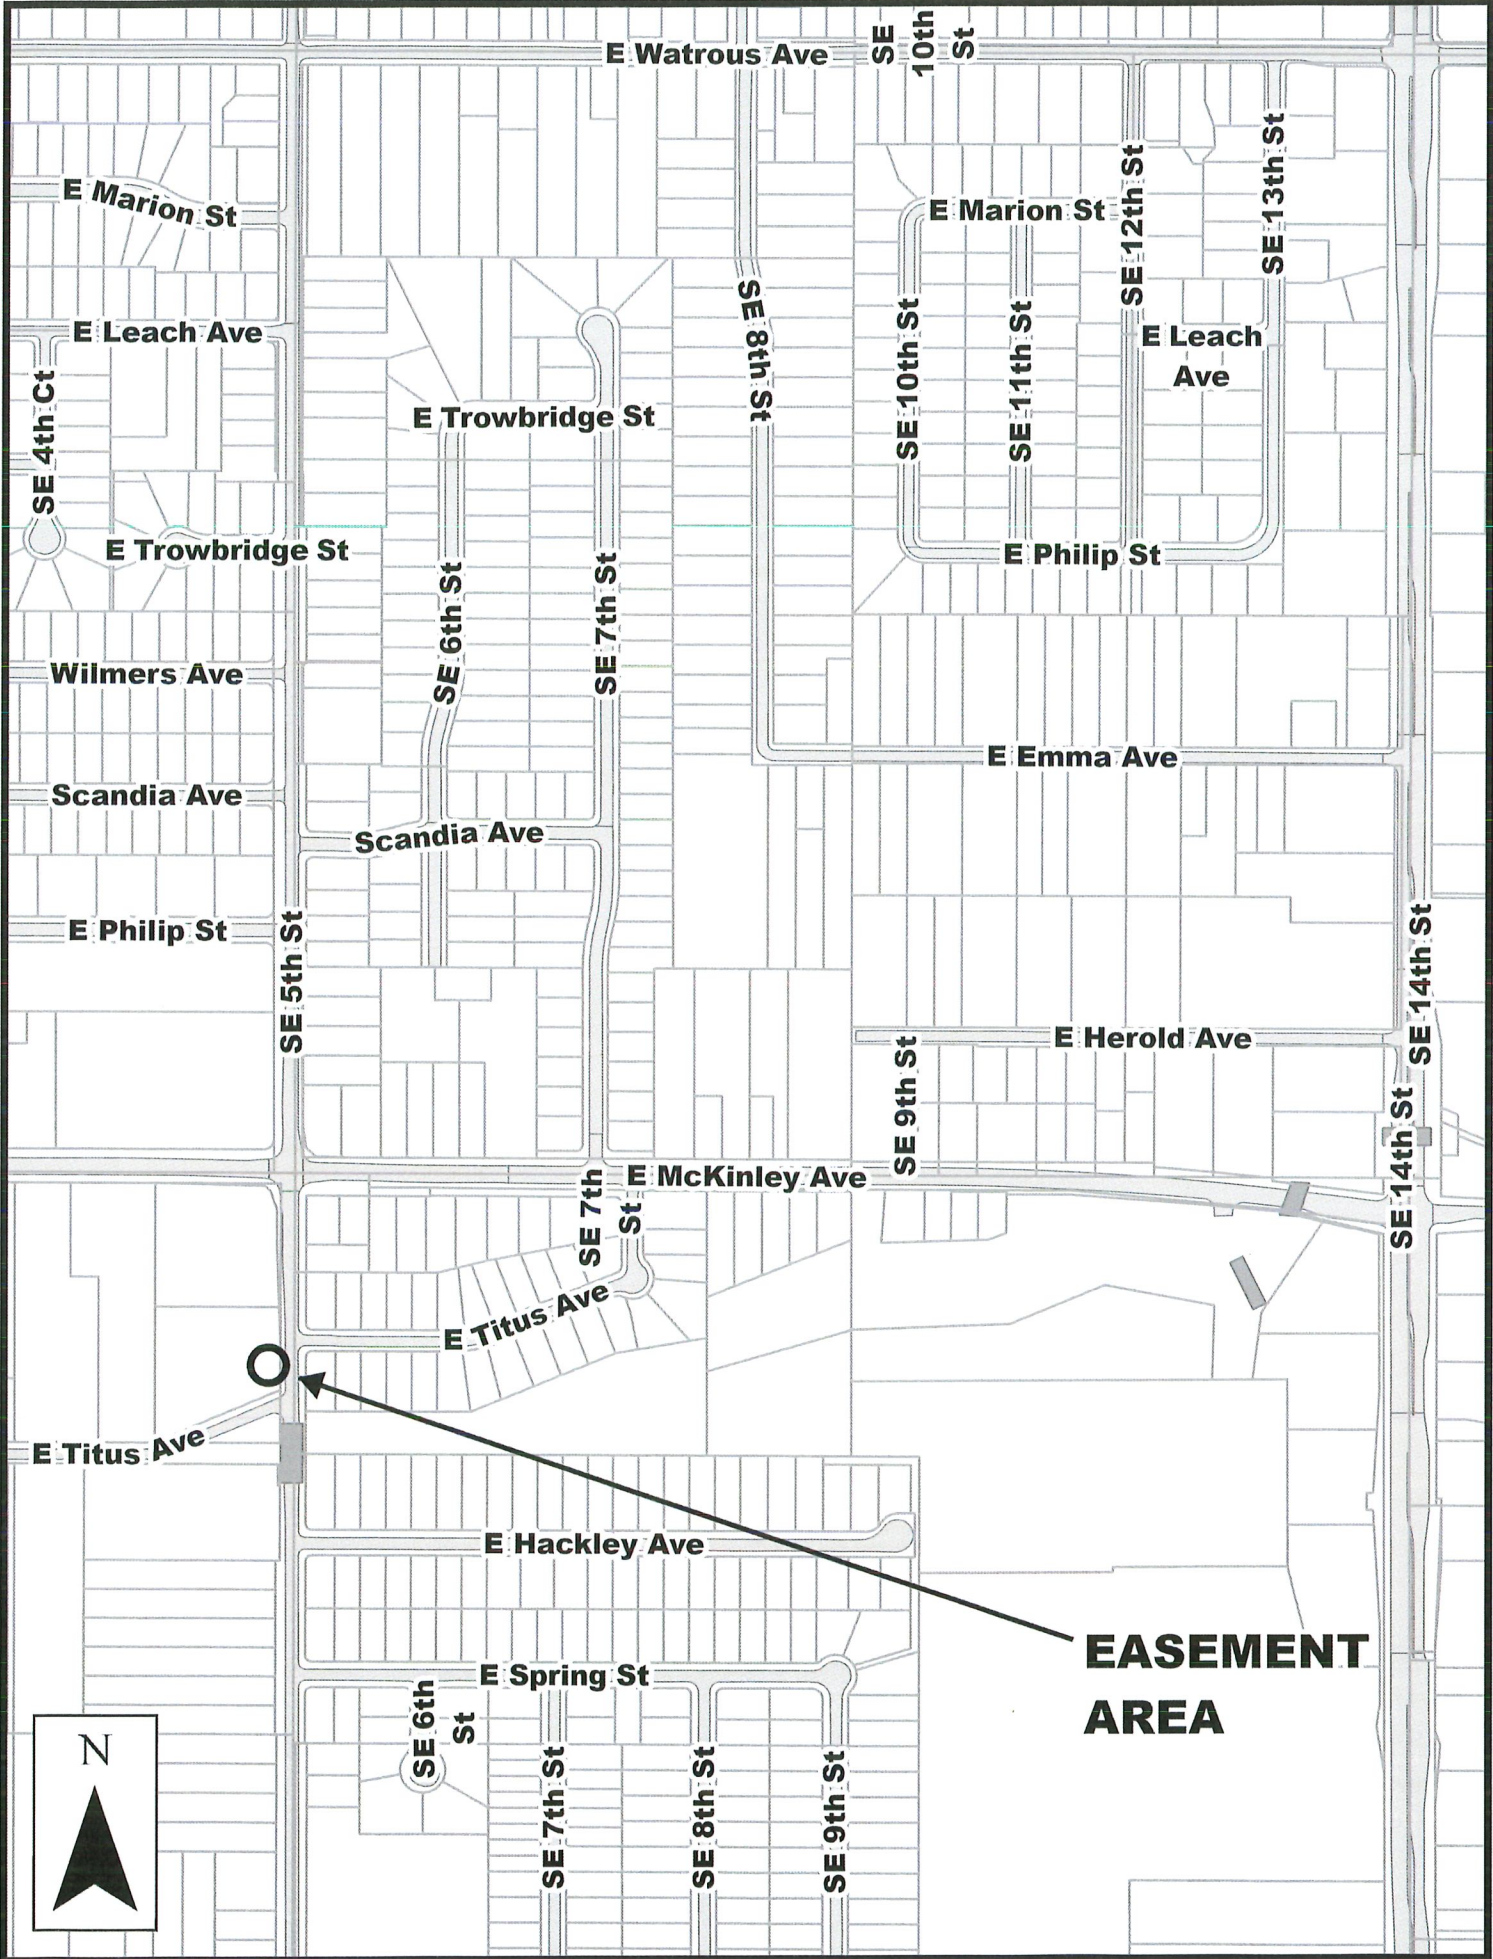 E Watrous Ave
SE
10th
St
E Marion St
E Marion St
SE 12th St
SE 13th St
E Leach Ave
SE 8th St
SE 10th St
SE 11th St
E Leach
Ave
SE 4th Ct
E Trowbridge St
E Trowbridge St
E Philip St
SE 6th St
SE 7th St
Wilmers Ave
E Emma Ave
Scandia Ave
Scandia Ave
E Philip St
SE 5th St
SE 14th St
E Herold Ave
SE 9th St
SE 14th St
E McKinley Ave
SE 7th
St
E Titus Ave
E Titus Ave
E Hackley Ave
EASEMENT
AREA
E Spring St
SE 6th
St
N
SE 7th St
SE 8th St
SE 9th St